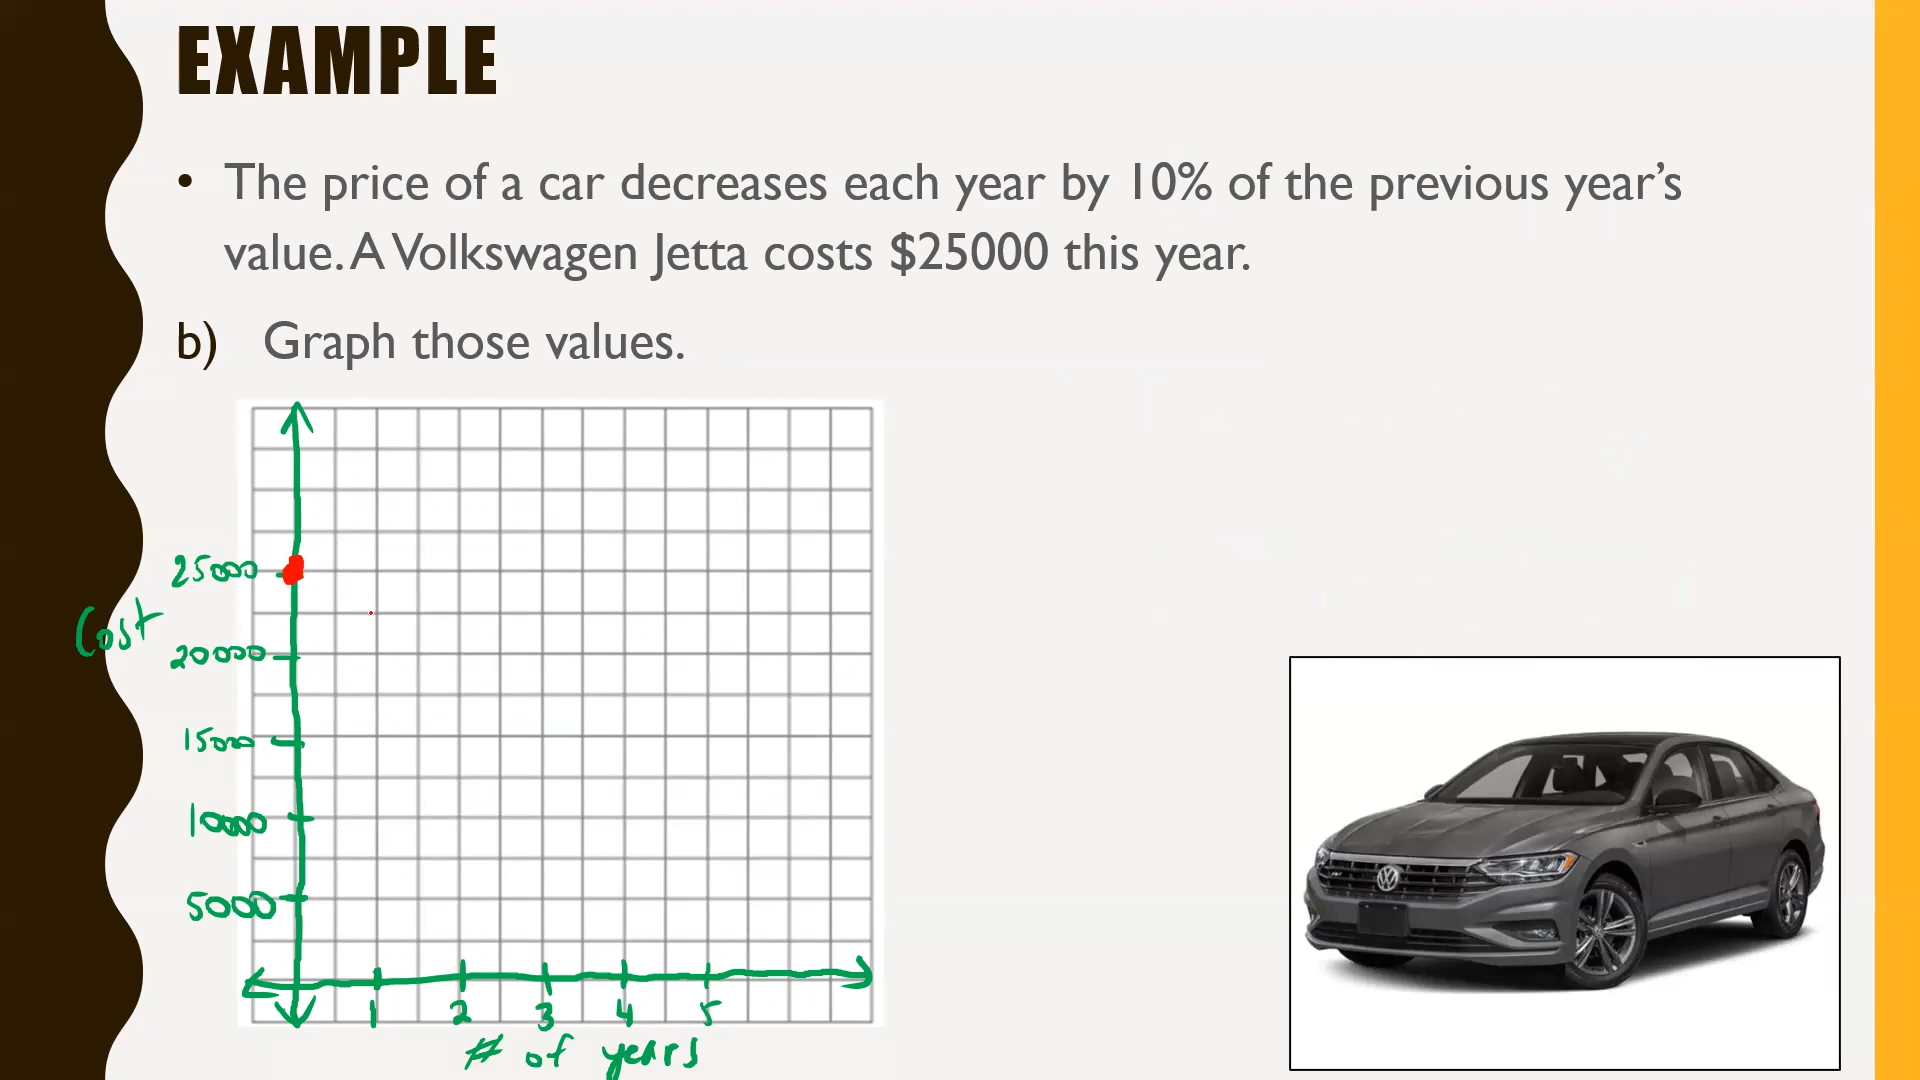 EXAMPLE
• The price of a car decreases each year by 10% of the previous year's
value. A Volkswagen Jetta costs $25000 this year.
b) Graph those values.
25000
Cost
20000
15000
10000
5000
1 2 3 4 5
# of years